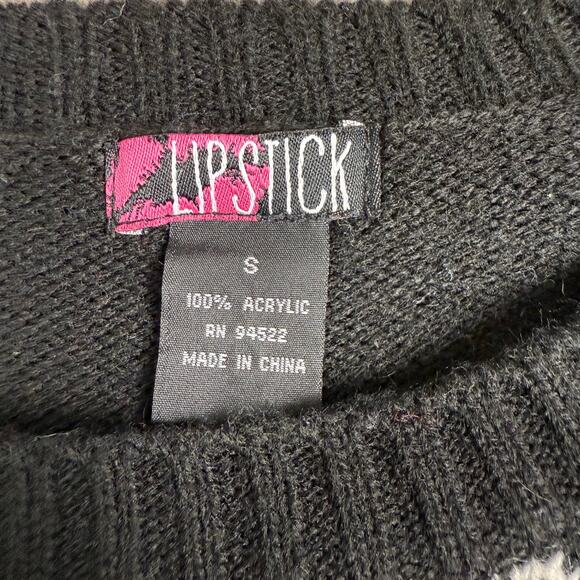 LIPSTICK
S
100% ACRYLIC
RN 94522
MADE IN CHINA